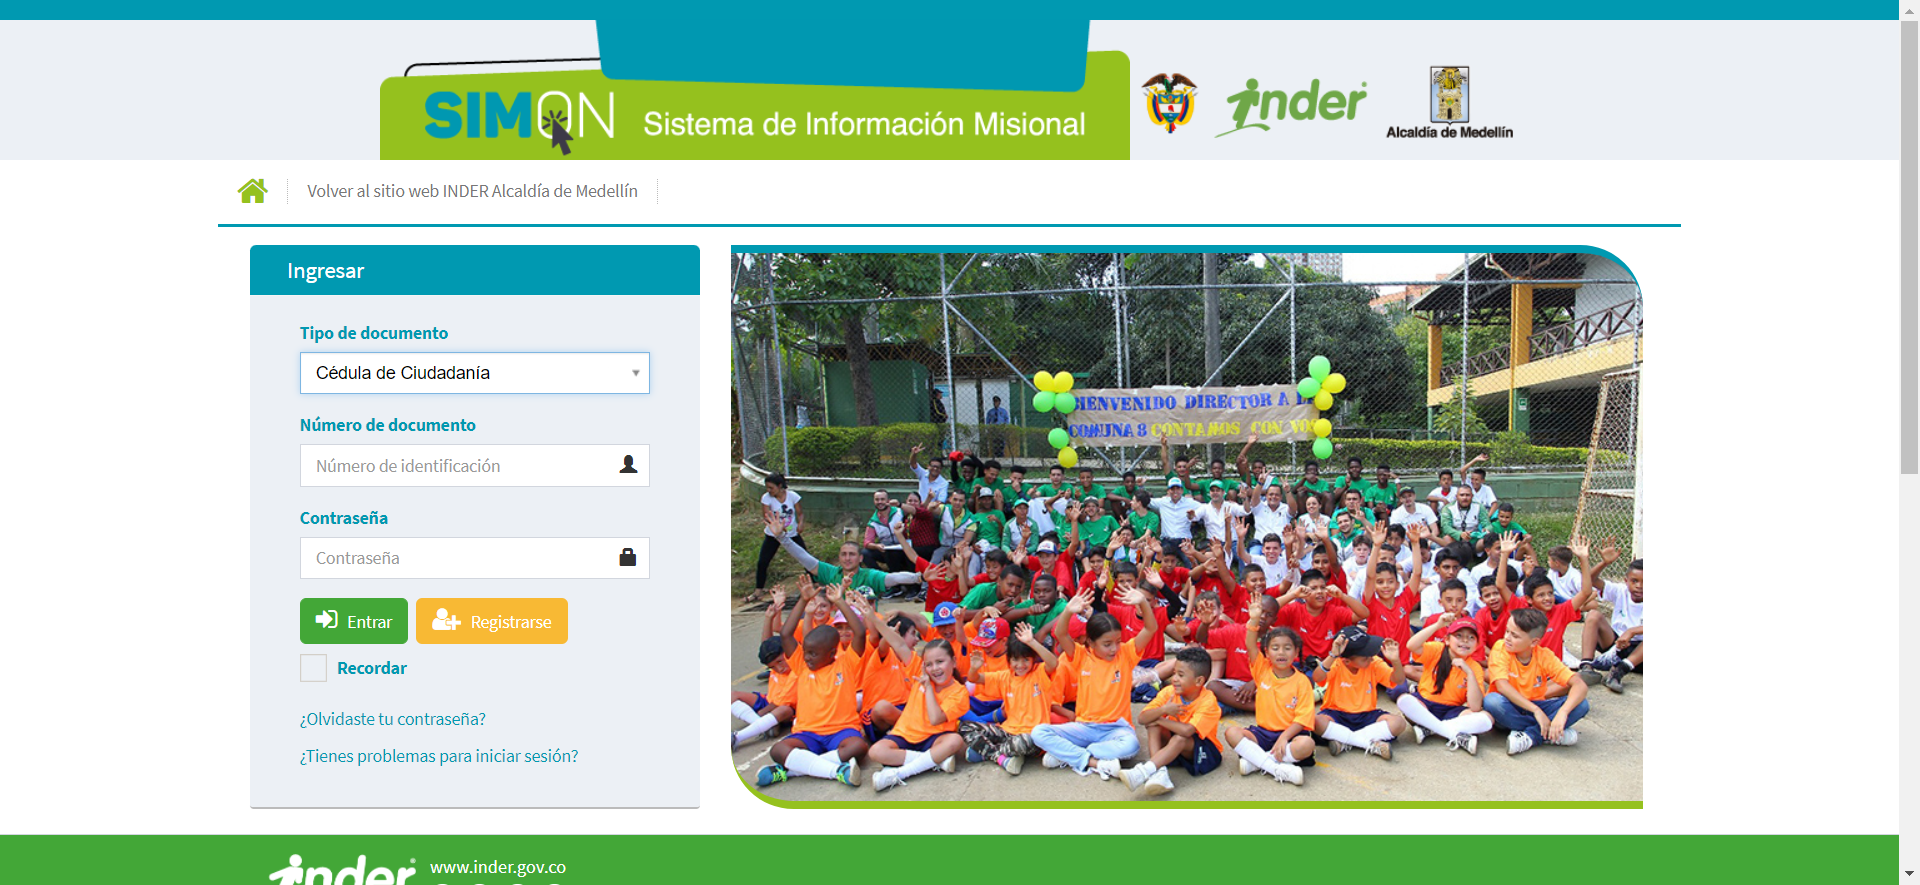 SIMON
Sistema de Información Misional
inder
Alcaldía de Medellín
Volver al sitio web INDER Alcaldía de Medellín
Ingresar
Tipo de documento
Cédula de Ciudadanía
Número de documento
Número de identificación
Contraseña
Contraseña
Entrar
Registrarse
Recordar
¿Olvidaste tu contraseña?
¿Tienes problemas para iniciar sesión?
BIENVENIDO DIRECTOR A LA
COMUNA 8 CONTAMOS CON VOS
inder
www.inder.gov.co